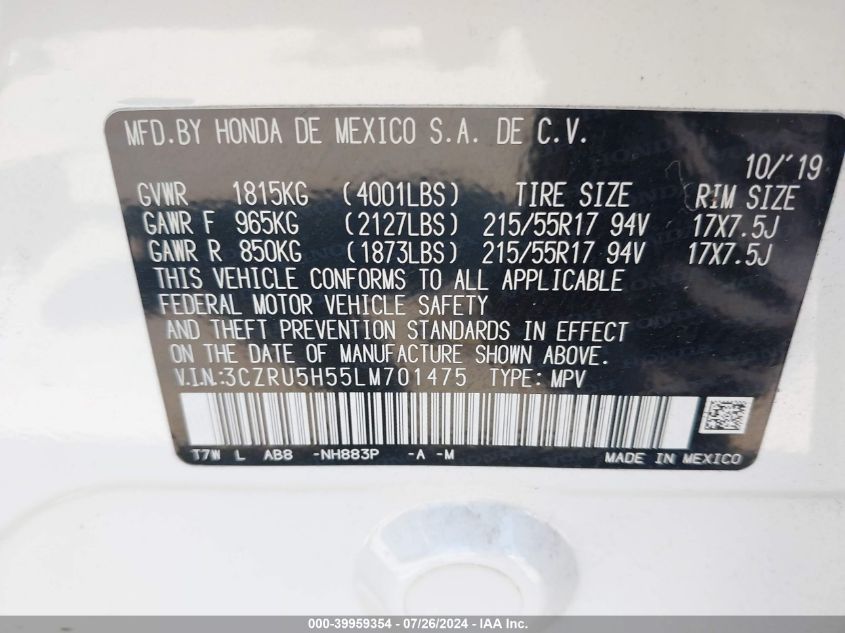 MFD.BY HONDA DE MEXICO S.A. DE C.V.
10/'19
GVWR 1815KG (4001LBS) TIRE SIZE RIM SIZE
GAWR F 965KG (2127LBS) 215/55R17 94V 17X7.5J
GAWR R 850KG (1873LBS) 215/55R17 94V 17X7.5J
THIS VEHICLE CONFORMS TO ALL APPLICABLE
FEDERAL MOTOR VEHICLE SAFETY
AND THEFT PREVENTION STANDARDS IN EFFECT
ON THE DATE OF MANUFACTURE SHOWN ABOVE.
V.I.N.:3CZRU5H55LM701475 TYPE: MPV
T7W L AB8 -NH883P -A -M MADE IN MEXICO
000-39959354 - 07/26/2024 - IAA Inc.